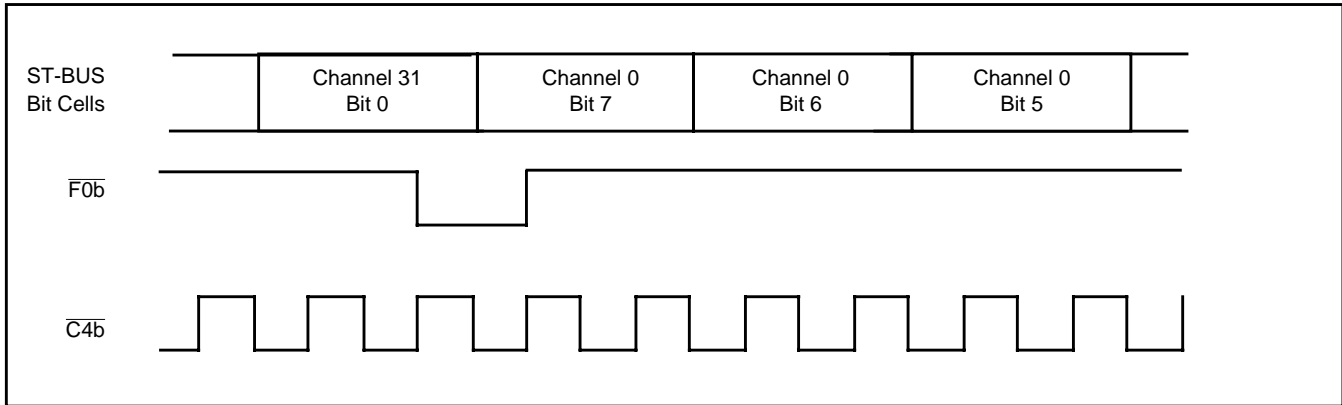 ST-BUS
Bit Cells
Channel 31
Bit 0
Channel 0
Bit 7
Channel 0
Bit 6
Channel 0
Bit 5
F0b
C4b